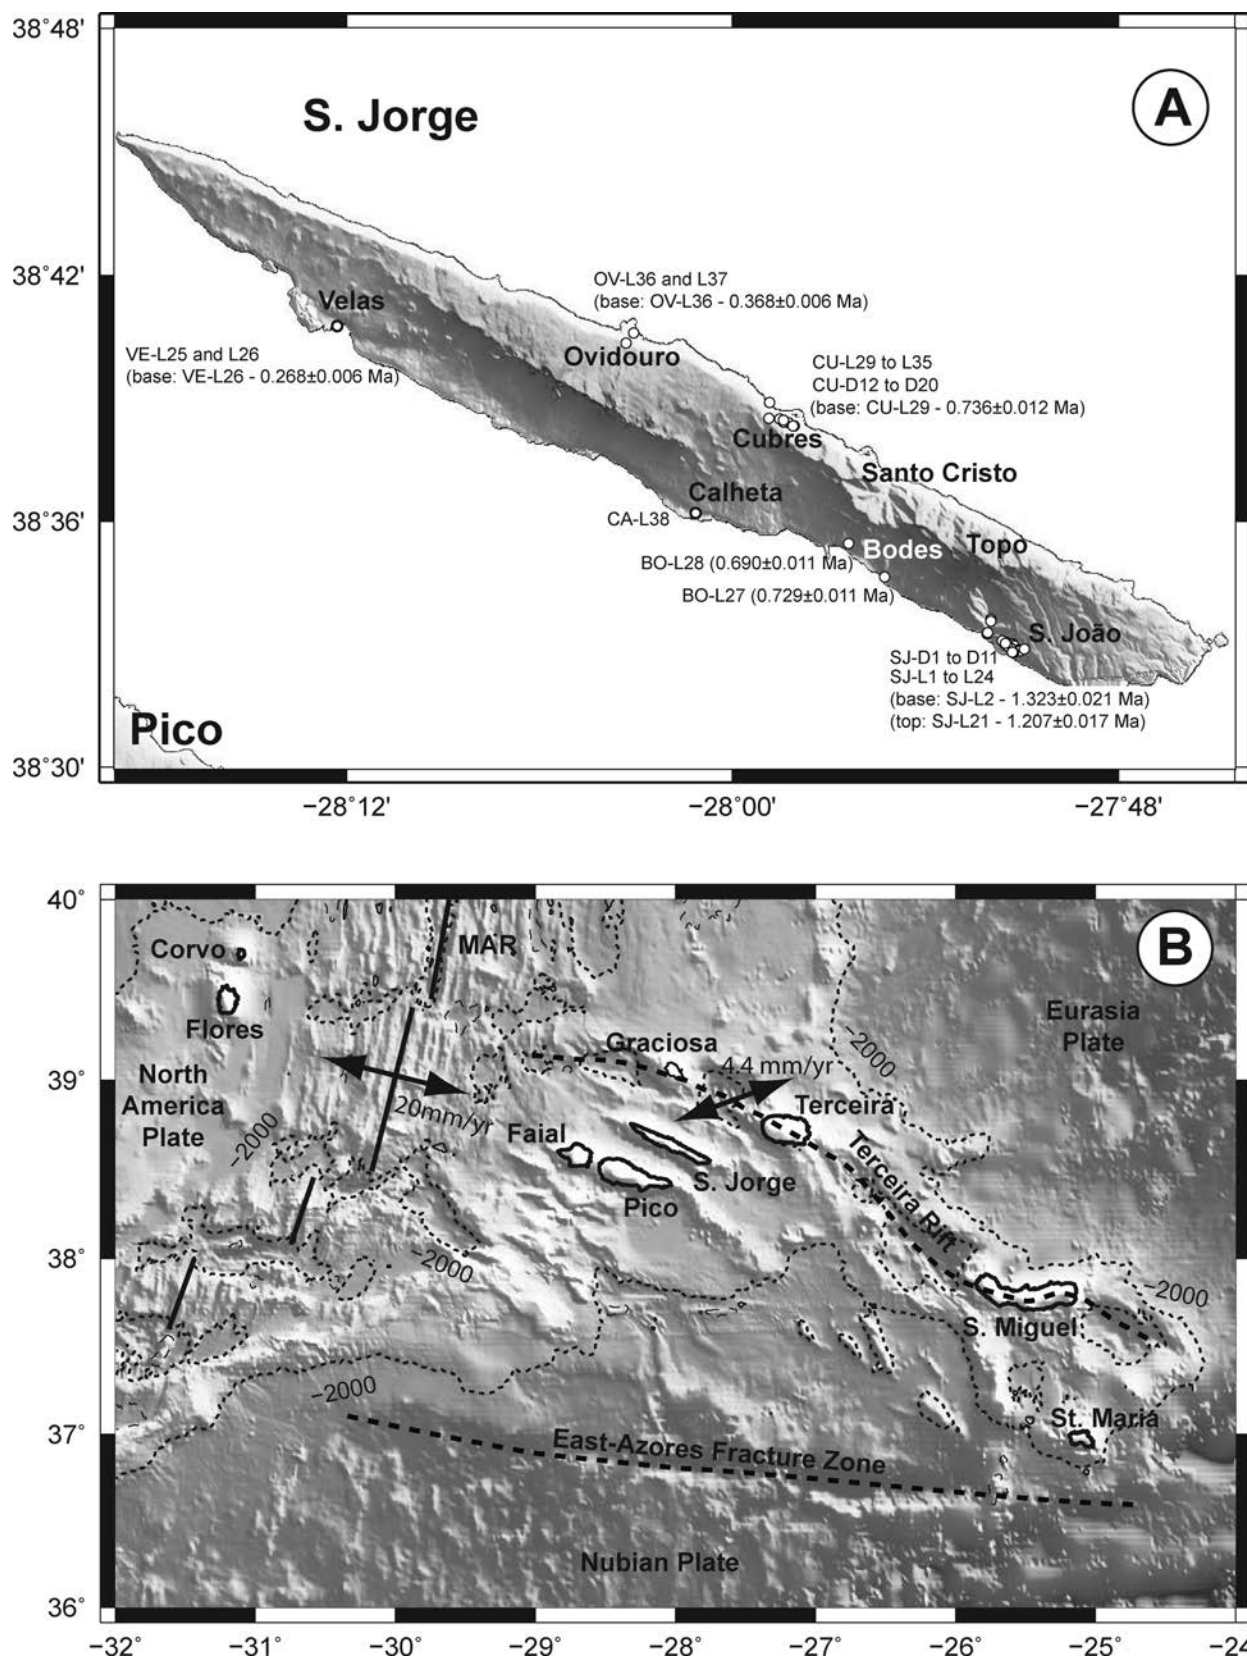 38°48'
S. Jorge
A
38°42'
OV-L36 and L37
(base: OV-L36 - 0.368±0.006 Ma)
Velas
Ovidouro
VE-L25 and L26
(base: VE-L26 - 0.268±0.006 Ma)
CU-L29 to L35
CU-D12 to D20
(base: CU-L29 - 0.736±0.012 Ma)
Cubres
Santo Cristo
Calheta
38°36'
CA-L38
Topo
Bodes
BO-L28 (0.690±0.011 Ma)
BO-L27 (0.729±0.011 Ma)
S. João
SJ-D1 to D11
SJ-L1 to L24
(base: SJ-L2 - 1.323±0.021 Ma)
(top: SJ-L21 - 1.207±0.017 Ma)
Pico
38°30'
−28°12'
−28°00'
−27°48'
40°
Corvo
MAR
B
Flores
Eurasia
Plate
Graciosa
−2000
39°
4.4 mm/yr
North
America
Plate
20mm/yr
−2000
Faial
Terceira
S. Jorge
Pico
Terceira Rift
38°
−2000
−2000
S. Miguel
−2000
37°
St. Maria
East-Azores Fracture Zone
Nubian Plate
36°
−32°
−31°
−30°
−29°
−28°
−27°
−26°
−25°
−24